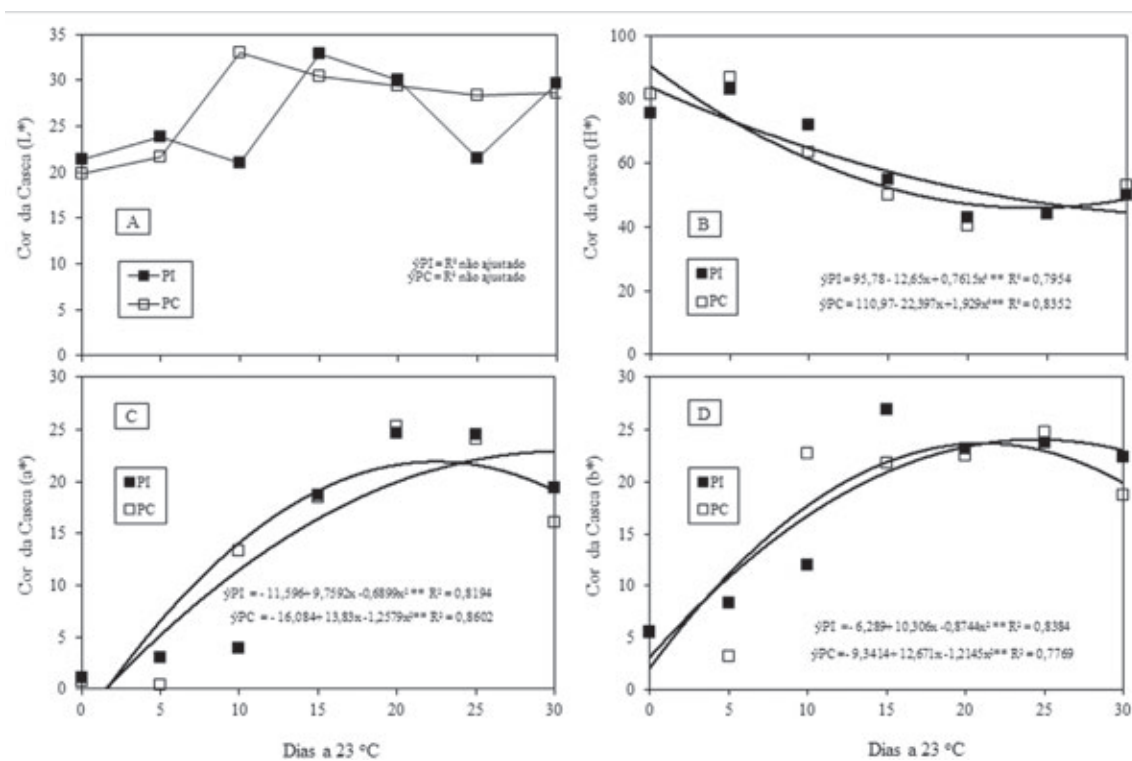 Cor da Casca (L*)
35
30
25
20
15
10
5
0
A
PI
PC
ŷPI = R² não ajustado
ŷPC = R² não ajustado
Cor da Casca (H*)
100
80
60
40
20
0
B
PI
PC
ŷPI = 95,78 - 12,65x + 0,7615x² ** R² = 0,7954
ŷPC = 110,97 - 22,397x + 1,929x² ** R² = 0,8352
Cor da Casca (a*)
30
25
20
15
10
5
0
C
PI
PC
ŷPI = - 11,596 + 9,7592x - 0,6899x² ** R² = 0,8194
ŷPC = - 16,084 + 13,83x - 1,2579x² ** R² = 0,8602
0 5 10 15 20 25 30
Dias a 23 °C
Cor da Casca (b*)
30
25
20
15
10
5
0
D
PI
PC
ŷPI = - 6,289 + 10,306x - 0,8744x² ** R² = 0,8384
ŷPC = - 9,3414 + 12,671x - 1,2145x² ** R² = 0,7769
0 5 10 15 20 25 30
Dias a 23 °C